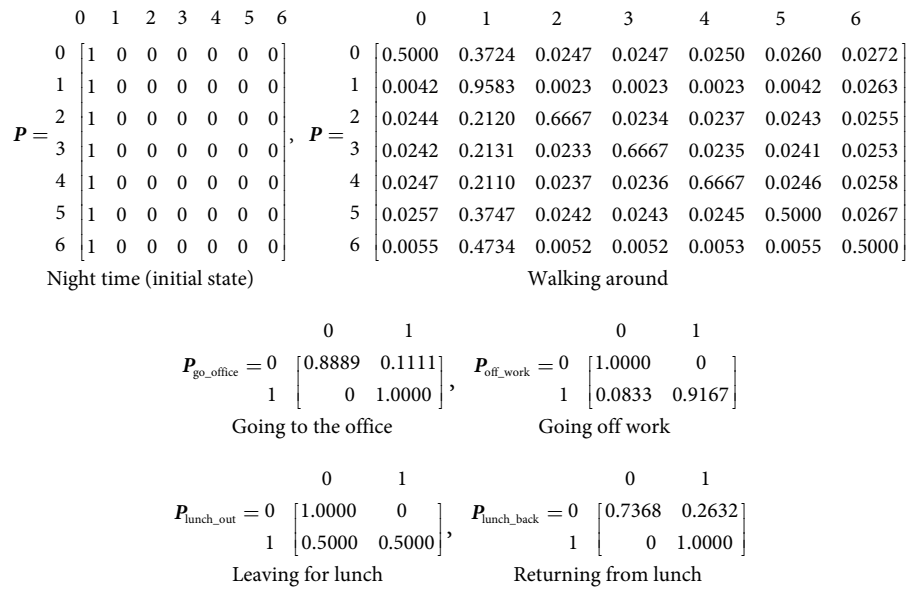 0 1 2 3 4 5 6 0 1 2 3 4 5 6
0 [1 0 0 0 0 0 0] 0 [0.5000 0.3724 0.0247 0.0247 0.0250 0.0260 0.0272]
1 [1 0 0 0 0 0 0] 1 [0.0042 0.9583 0.0023 0.0023 0.0023 0.0042 0.0263]
2 [1 0 0 0 0 0 0] 2 [0.0244 0.2120 0.6667 0.0234 0.0237 0.0243 0.0255]
P = 3 [1 0 0 0 0 0 0], P = 3 [0.0242 0.2131 0.0233 0.6667 0.0235 0.0241 0.0253]
4 [1 0 0 0 0 0 0] 4 [0.0247 0.2110 0.0237 0.0236 0.6667 0.0246 0.0258]
5 [1 0 0 0 0 0 0] 5 [0.0257 0.3747 0.0242 0.0243 0.0245 0.5000 0.0267]
6 [1 0 0 0 0 0 0] 6 [0.0055 0.4734 0.0052 0.0052 0.0053 0.0055 0.5000]
Night time (initial state) Walking around
0 1 0 1
P go_office = 0 [0.8889 0.1111], P off_work = 0 [1.0000 0]
1 [0 1.0000] 1 [0.0833 0.9167]
Going to the office Going off work
0 1 0 1
P lunch_out = 0 [1.0000 0], P lunch_back = 0 [0.7368 0.2632]
1 [0.5000 0.5000] 1 [0 1.0000]
Leaving for lunch Returning from lunch